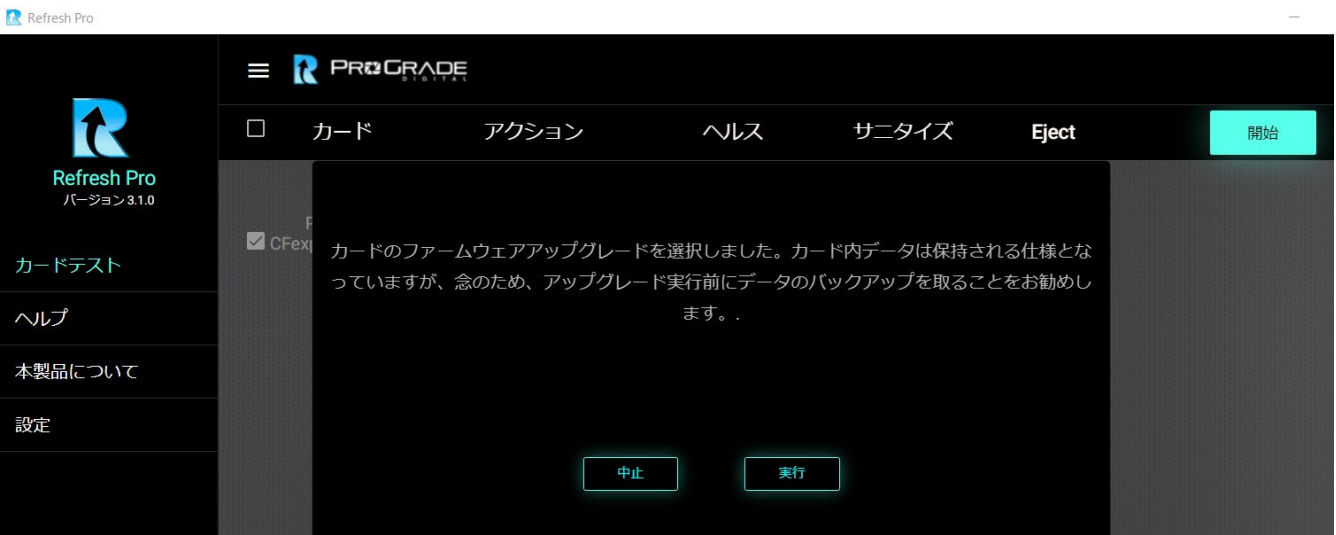 Refresh Pro
PROGRADE
DIGITAL
カード アクション ヘルス サニタイズ Eject 開始
Refresh Pro
バージョン 3.1.0
カードテスト
ヘルプ
本製品について
設定
カードのファームウェアアップグレードを選択しました。カード内データは保持される仕様とな
っていますが、念のため、アップグレード実行前にデータのバックアップを取ることをお勧めし
ます。.
中止 実行